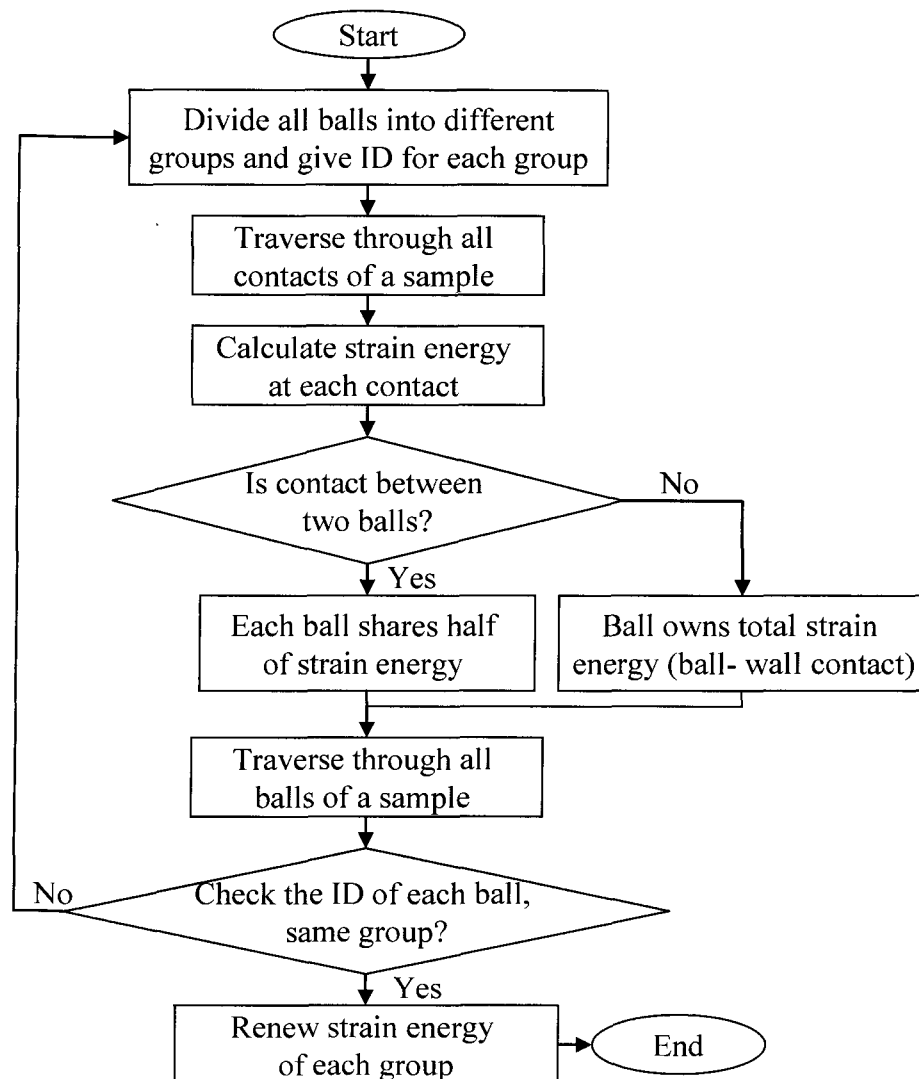 Start
Divide all balls into different
groups and give ID for each group
Traverse through all
contacts of a sample
Calculate strain energy
at each contact
Is contact between
two balls?
No
Yes
Each ball shares half
of strain energy
Ball owns total strain
energy (ball- wall contact)
Traverse through all
balls of a sample
No
Check the ID of each ball,
same group?
Yes
Renew strain energy
of each group
End